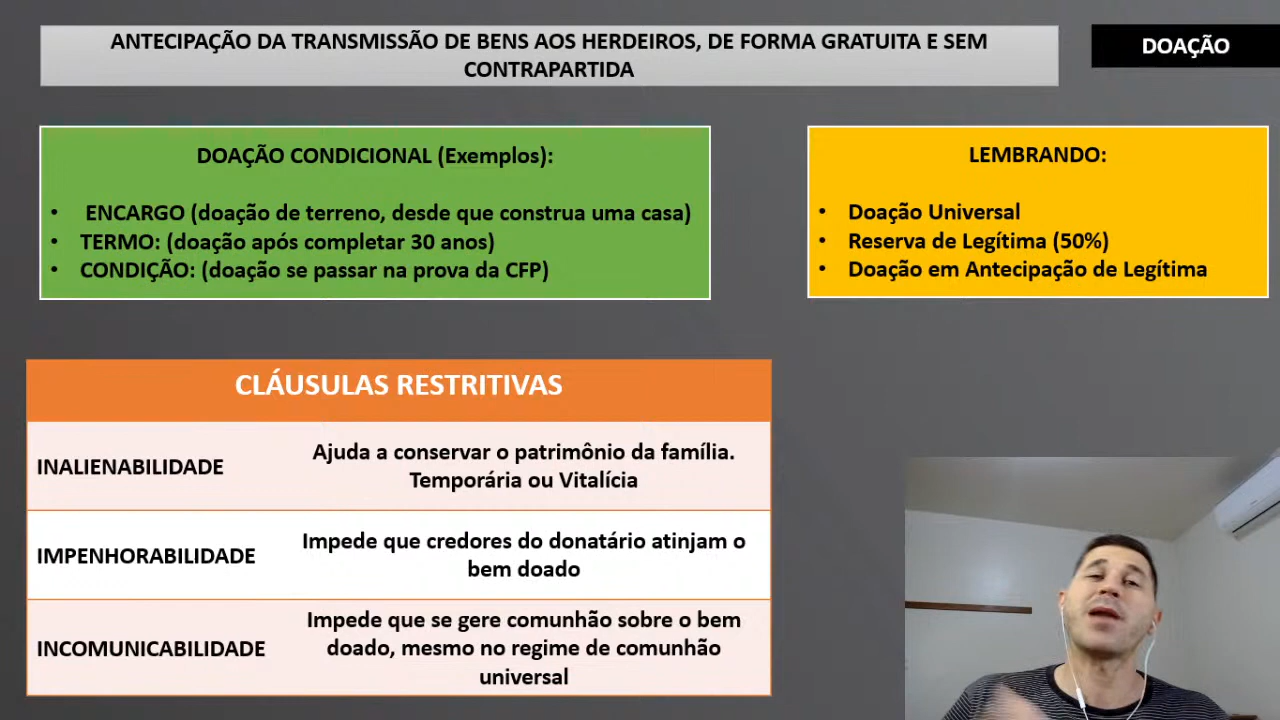 ANTECIPAÇÃO DA TRANSMISSÃO DE BENS AOS HERDEIROS, DE FORMA GRATUITA E SEM
CONTRAPARTIDA
DOAÇÃO
DOAÇÃO CONDICIONAL (Exemplos):
• ENCARGO (doação de terreno, desde que construa uma casa)
• TERMO: (doação após completar 30 anos)
• CONDIÇÃO: (doação se passar na prova da CFP)
LEMBRANDO:
• Doação Universal
• Reserva de Legítima (50%)
• Doação em Antecipação de Legítima
CLÁUSULAS RESTRITIVAS
INALIENABILIDADE
Ajuda a conservar o patrimônio da família.
Temporária ou Vitalícia
IMPENHORABILIDADE
Impede que credores do donatário atinjam o
bem doado
INCOMUNICABILIDADE
Impede que se gere comunhão sobre o bem
doado, mesmo no regime de comunhão
universal